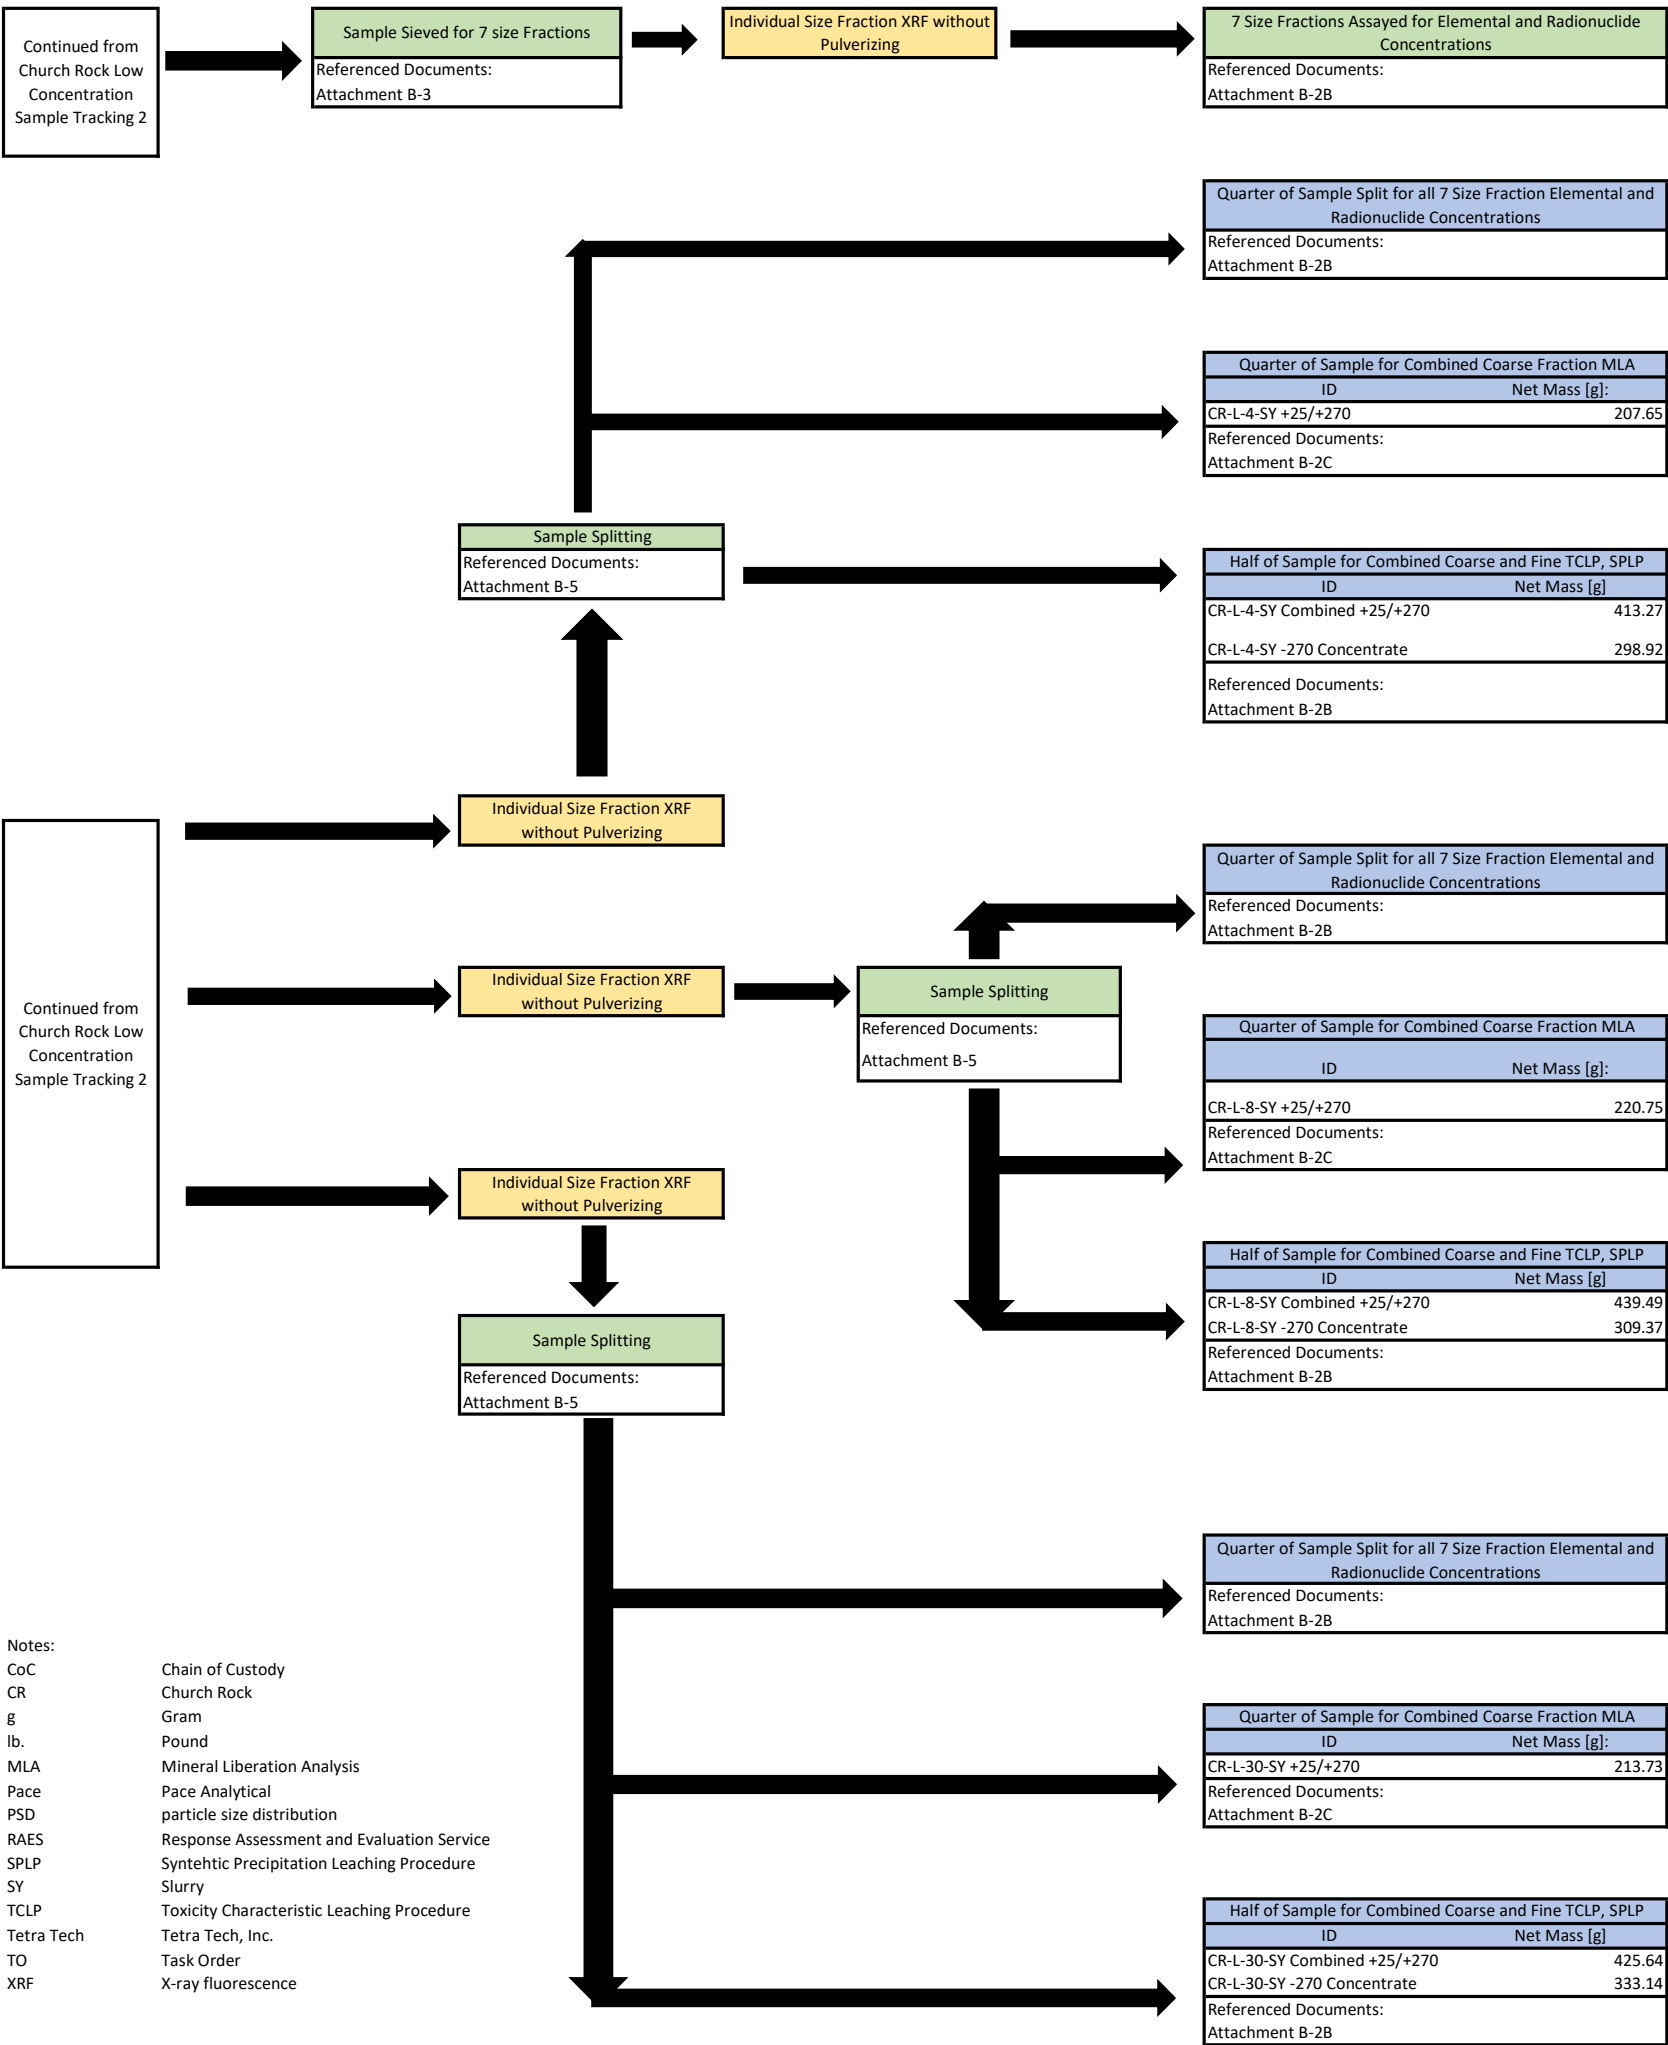 Continued from
Church Rock Low
Concentration
Sample Tracking 2
Sample Sieved for 7 size Fractions
Referenced Documents:
Attachment B-3
Individual Size Fraction XRF without
Pulverizing
7 Size Fractions Assayed for Elemental and Radionuclide
Concentrations
Referenced Documents:
Attachment B-2B
Quarter of Sample Split for all 7 Size Fraction Elemental and
Radionuclide Concentrations
Referenced Documents:
Attachment B-2B
Quarter of Sample for Combined Coarse Fraction MLA
ID Net Mass [g]:
CR-L-4-SY +25/+270 207.65
Referenced Documents:
Attachment B-2C
Sample Splitting
Referenced Documents:
Attachment B-5
Half of Sample for Combined Coarse and Fine TCLP, SPLP
ID Net Mass [g]
CR-L-4-SY Combined +25/+270 413.27
CR-L-4-SY -270 Concentrate 298.92
Referenced Documents:
Attachment B-2B
Individual Size Fraction XRF
without Pulverizing
Continued from
Church Rock Low
Concentration
Sample Tracking 2
Quarter of Sample Split for all 7 Size Fraction Elemental and
Radionuclide Concentrations
Referenced Documents:
Attachment B-2B
Individual Size Fraction XRF
without Pulverizing
Sample Splitting
Referenced Documents:
Attachment B-5
Quarter of Sample for Combined Coarse Fraction MLA
ID Net Mass [g]:
CR-L-8-SY +25/+270 220.75
Referenced Documents:
Attachment B-2C
Individual Size Fraction XRF
without Pulverizing
Half of Sample for Combined Coarse and Fine TCLP, SPLP
ID Net Mass [g]
CR-L-8-SY Combined +25/+270 439.49
CR-L-8-SY -270 Concentrate 309.37
Referenced Documents:
Attachment B-2B
Sample Splitting
Referenced Documents:
Attachment B-5
Quarter of Sample Split for all 7 Size Fraction Elemental and
Radionuclide Concentrations
Referenced Documents:
Attachment B-2B
Quarter of Sample for Combined Coarse Fraction MLA
ID Net Mass [g]:
CR-L-30-SY +25/+270 213.73
Referenced Documents:
Attachment B-2C
Half of Sample for Combined Coarse and Fine TCLP, SPLP
ID Net Mass [g]
CR-L-30-SY Combined +25/+270 425.64
CR-L-30-SY -270 Concentrate 333.14
Referenced Documents:
Attachment B-2B
Notes:
CoC Chain of Custody
CR Church Rock
g Gram
lb. Pound
MLA Mineral Liberation Analysis
Pace Pace Analytical
PSD particle size distribution
RAES Response Assessment and Evaluation Service
SPLP Syntehtic Precipitation Leaching Procedure
SY Slurry
TCLP Toxicity Characteristic Leaching Procedure
Tetra Tech Tetra Tech, Inc.
TO Task Order
XRF X-ray fluorescence